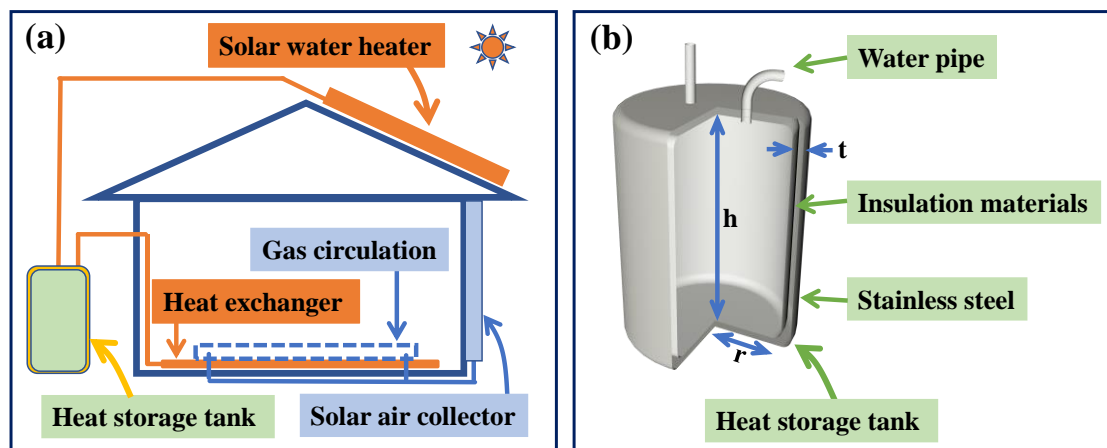 (a)
Solar water heater
Gas circulation
Heat exchanger
Heat storage tank
Solar air collector
(b)
Water pipe
t
Insulation materials
h
Stainless steel
r
Heat storage tank